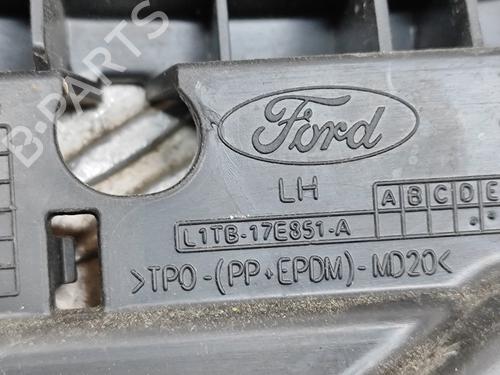 B-PARTS
Ford
LH
A B C D E
L1TB-17E851-A
>TPO-(PP+EPDM)-MD20<